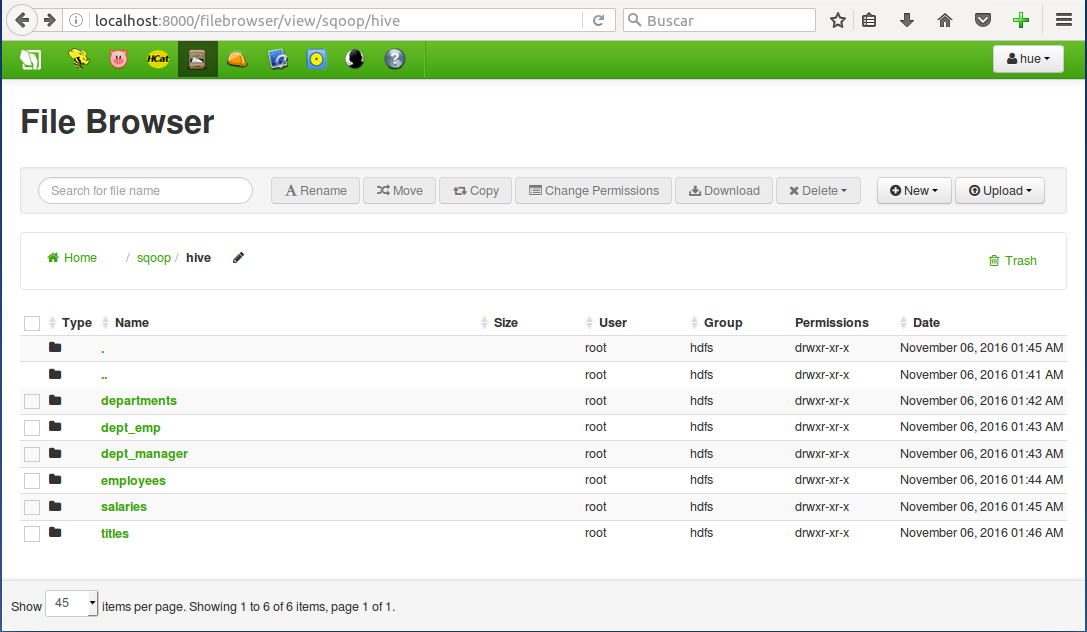 localhost:8000/filebrowser/view/sqoop/hive Buscar
HCat hue
File Browser
Search for file name Rename Move Copy Change Permissions Download Delete New Upload
Home / sqoop / hive Trash
Type Name Size User Group Permissions Date
. root hdfs drwxr-xr-x November 06, 2016 01:45 AM
.. root hdfs drwxr-xr-x November 06, 2016 01:41 AM
departments root hdfs drwxr-xr-x November 06, 2016 01:42 AM
dept_emp root hdfs drwxr-xr-x November 06, 2016 01:43 AM
dept_manager root hdfs drwxr-xr-x November 06, 2016 01:43 AM
employees root hdfs drwxr-xr-x November 06, 2016 01:44 AM
salaries root hdfs drwxr-xr-x November 06, 2016 01:45 AM
titles root hdfs drwxr-xr-x November 06, 2016 01:46 AM
Show 45 items per page. Showing 1 to 6 of 6 items, page 1 of 1.